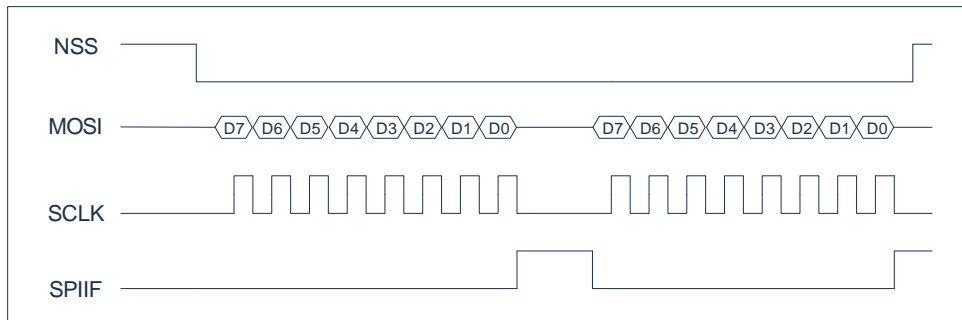 NSS
MOSI D7 D6 D5 D4 D3 D2 D1 D0 D7 D6 D5 D4 D3 D2 D1 D0
SCLK
SPIIF